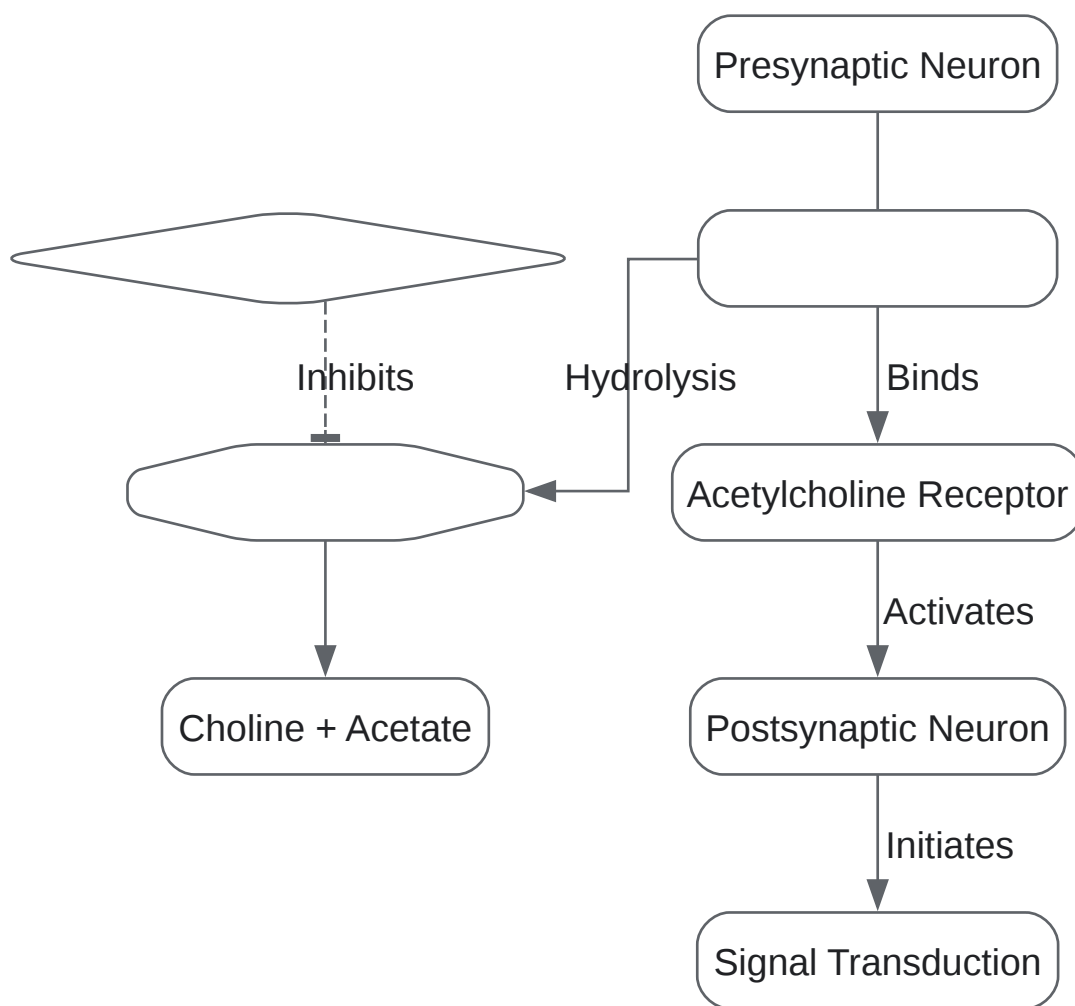 Presynaptic Neuron
Inhibits
Hydrolysis
Binds
Acetylcholine Receptor
Activates
Choline + Acetate
Postsynaptic Neuron
Initiates
Signal Transduction